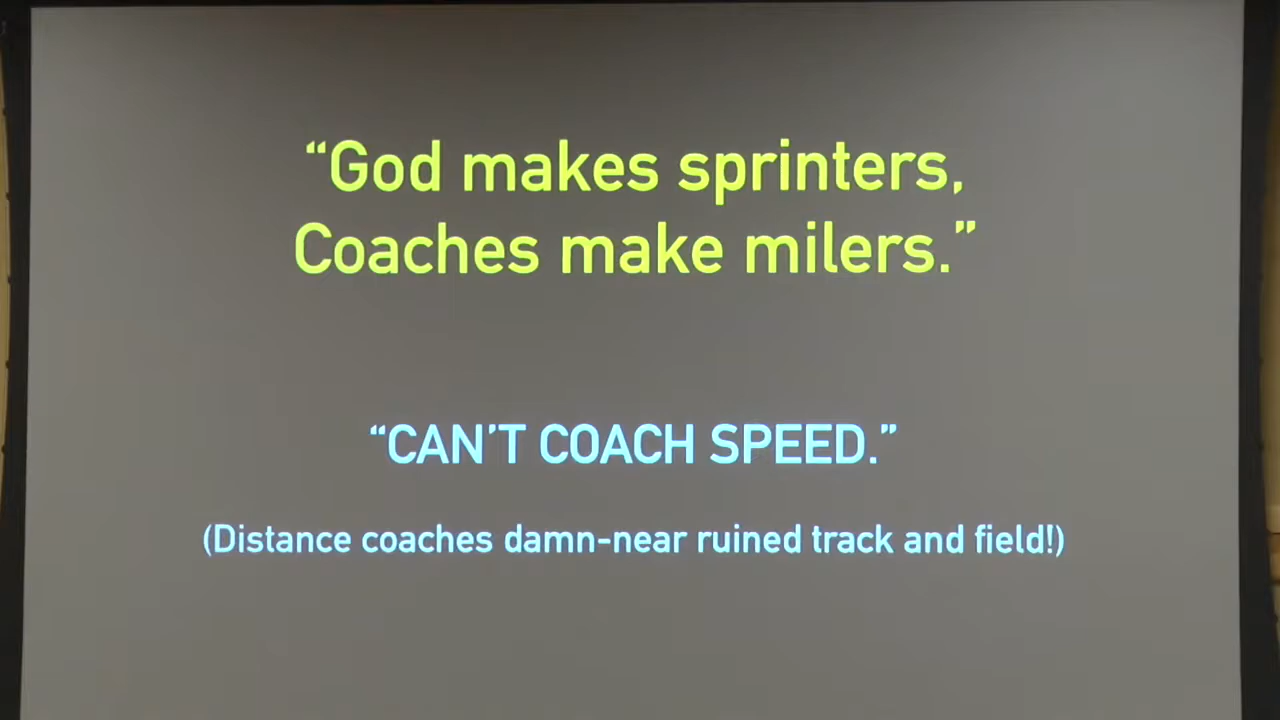 “God makes sprinters,
Coaches make milers.”
“CAN’T COACH SPEED.”
(Distance coaches damn-near ruined track and field!)